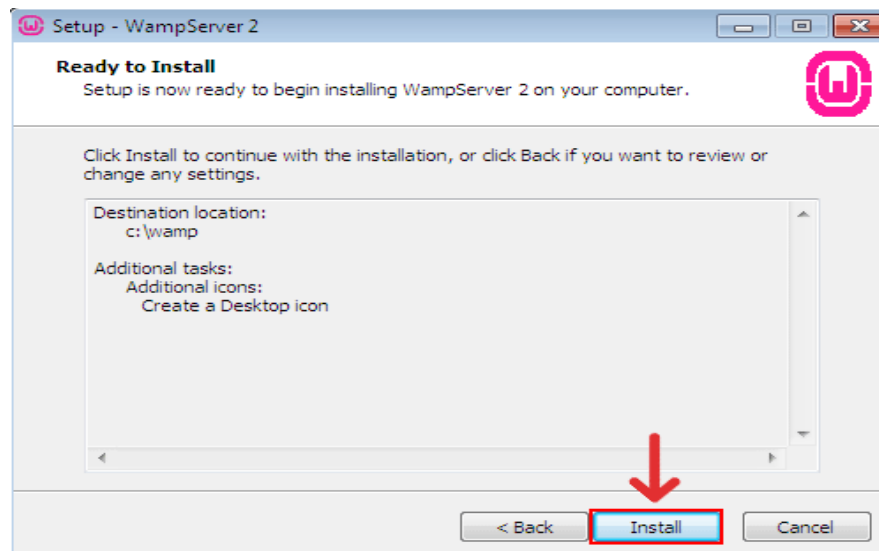 Setup - WampServer 2
Ready to Install
Setup is now ready to begin installing WampServer 2 on your computer.
Click Install to continue with the installation, or click Back if you want to review or
change any settings.
Destination location:
c:\wamp
Additional tasks:
Additional icons:
Create a Desktop icon
< Back
Install
Cancel